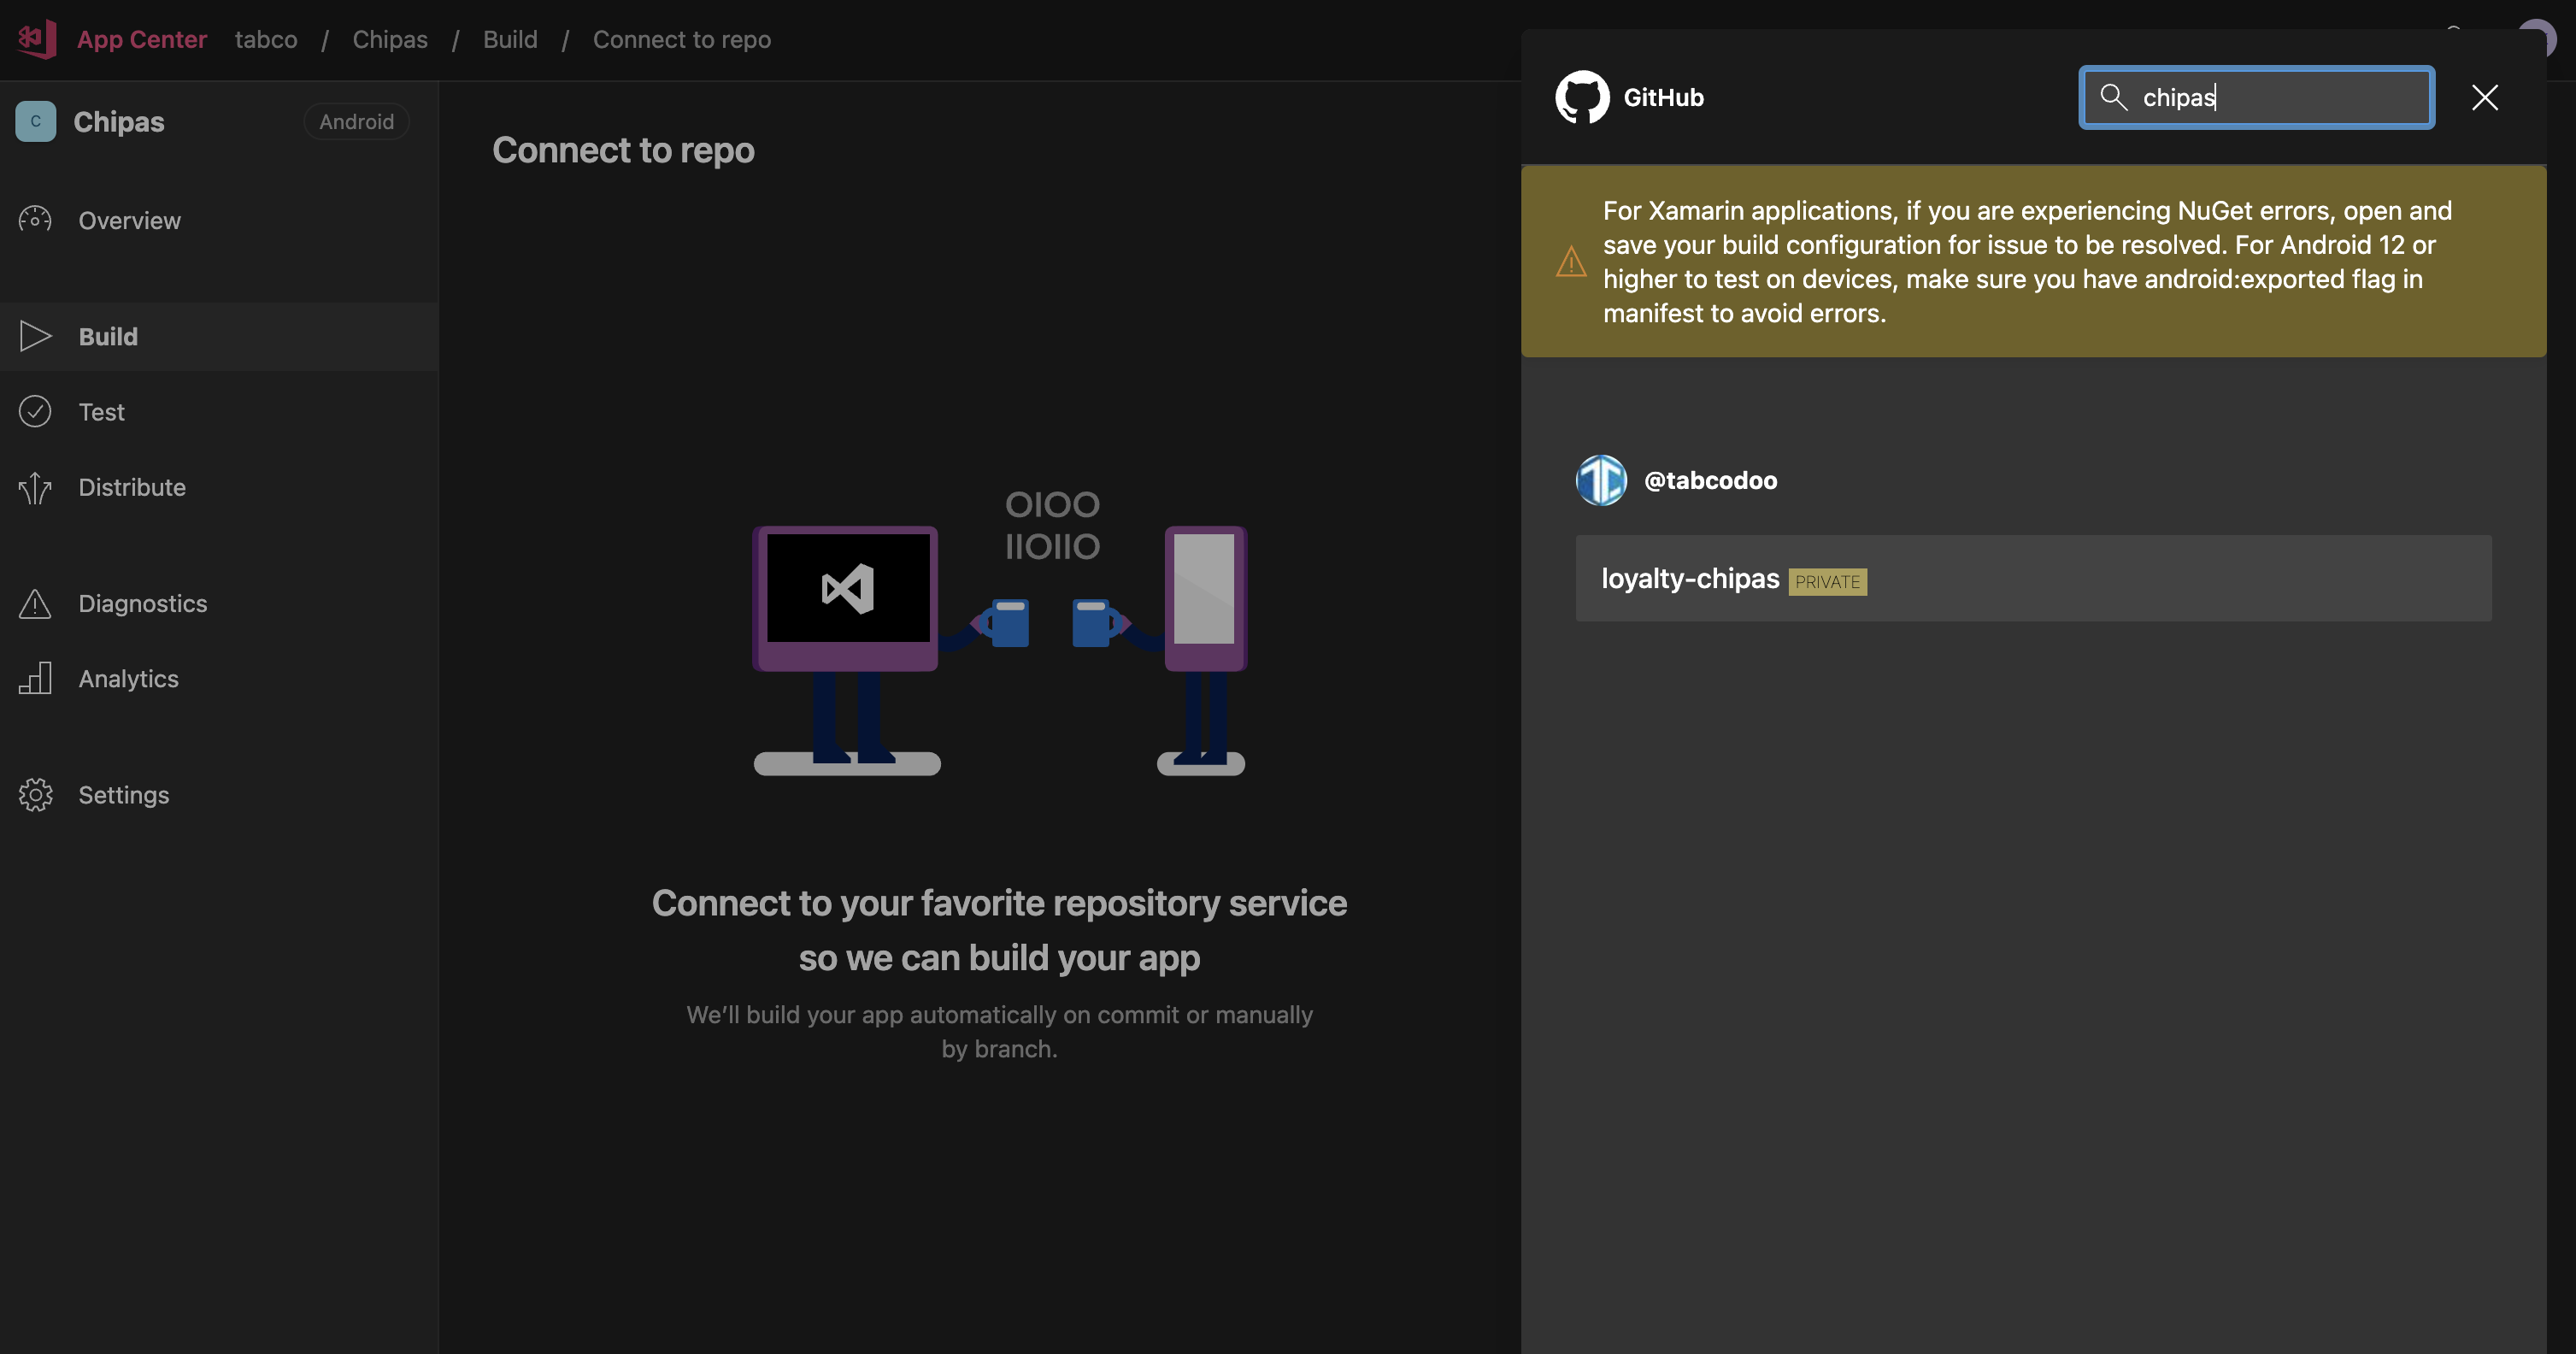 App Center tabco / Chipas / Build / Connect to repo
C Chipas Android
Overview
Build
Test
Distribute
Diagnostics
Analytics
Settings
Connect to repo
0100
110110
Connect to your favorite repository service
so we can build your app
We’ll build your app automatically on commit or manually
by branch.
GitHub
chipas
For Xamarin applications, if you are experiencing NuGet errors, open and
save your build configuration for issue to be resolved. For Android 12 or
higher to test on devices, make sure you have android:exported flag in
manifest to avoid errors.
TC @tabcodoo
loyalty-chipas PRIVATE